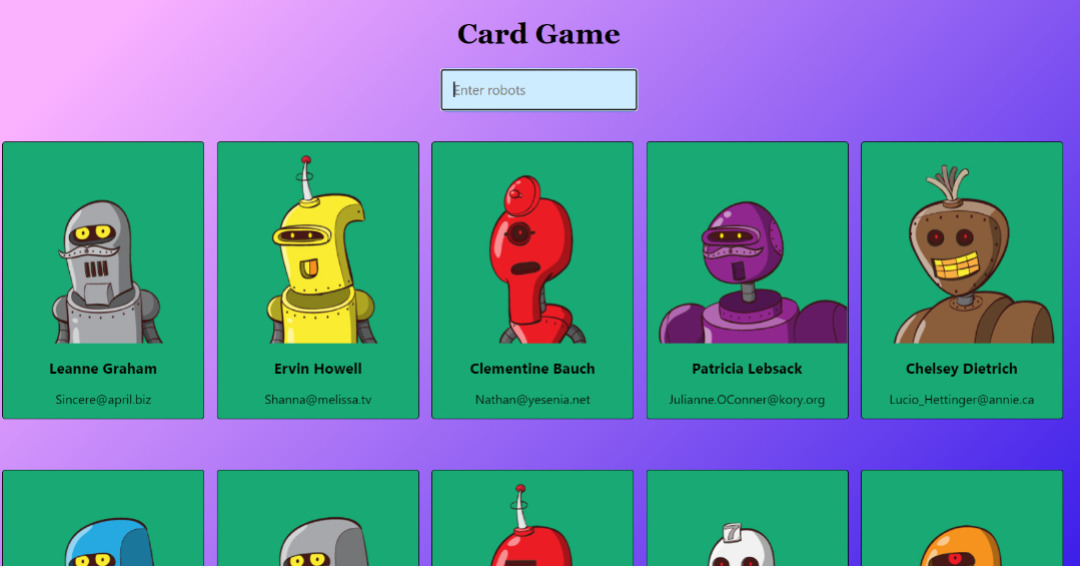 Card Game
Enter robots
Leanne Graham
Sincere@april.biz
Ervin Howell
Shanna@melissa.tv
Clementine Bauch
Nathan@yesenia.net
Patricia Lebsack
Julianne.OConner@kory.org
Chelsey Dietrich
Lucio_Hettinger@annie.ca
7